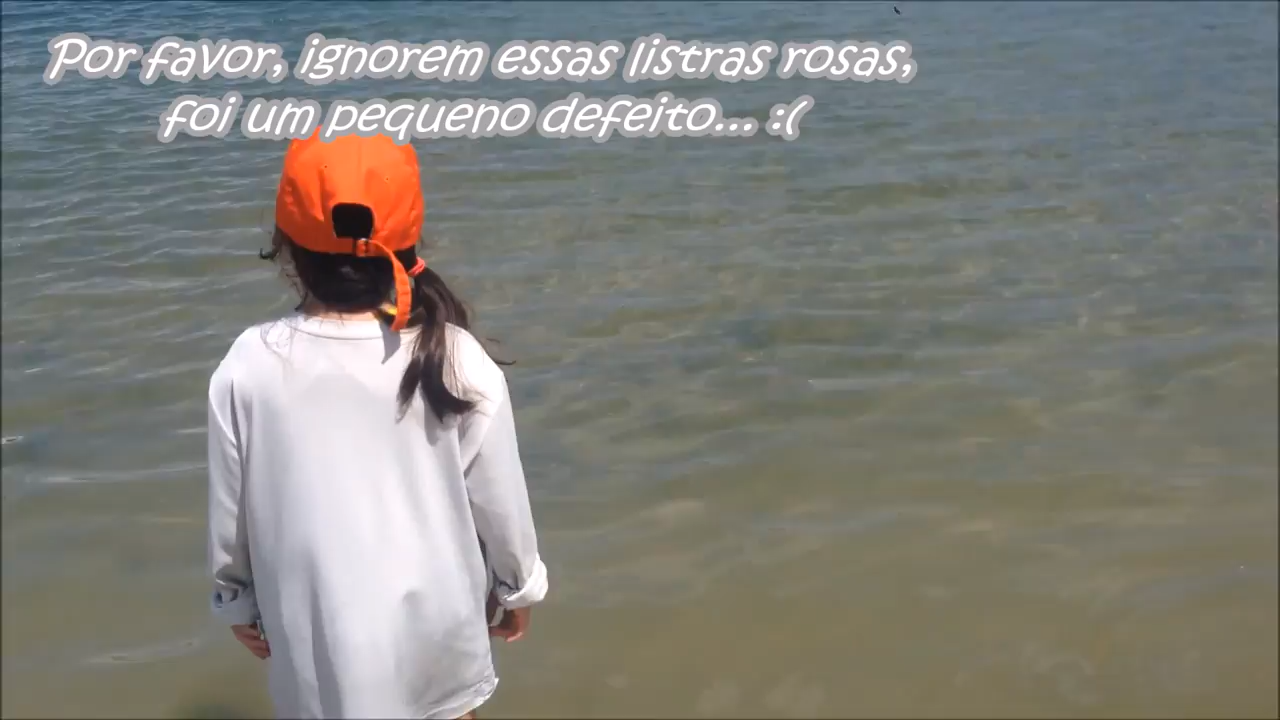 Por favor, ignorem essas listras rosas,
foi um pequeno defeito... :(